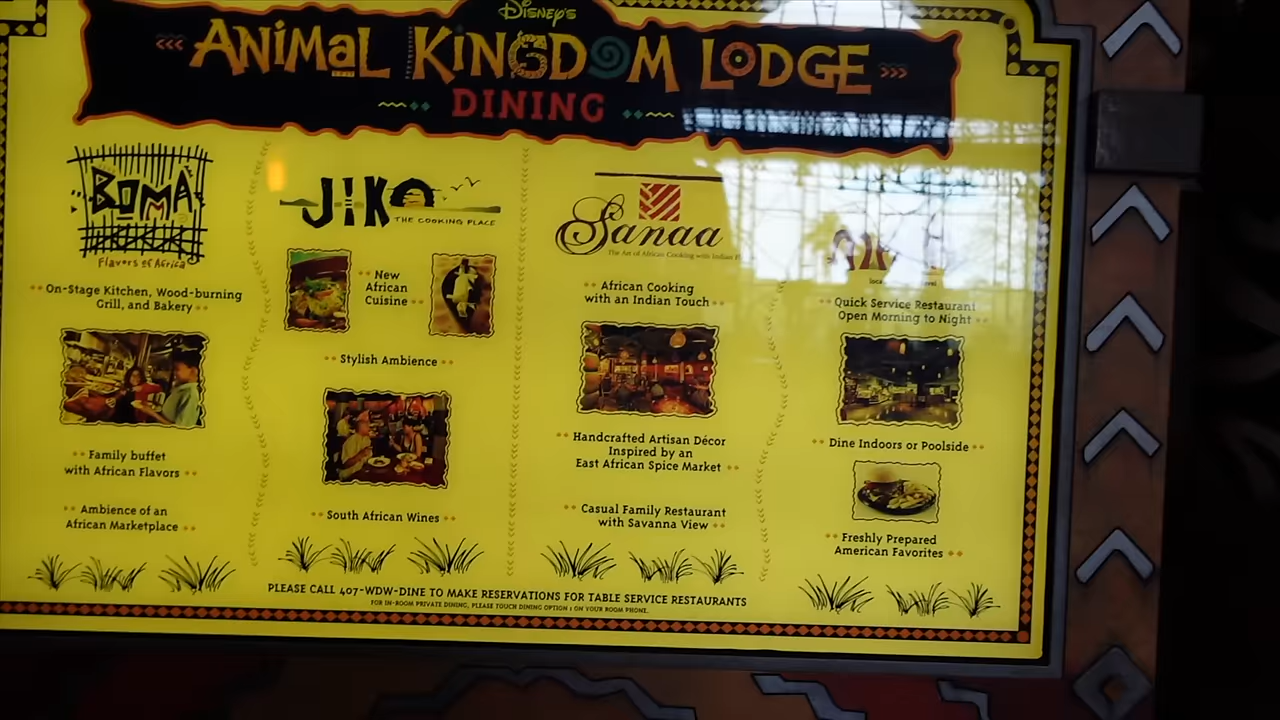 Disney's
ANIMAL KINGDOM LODGE
DINING
BOMA
Flavors of Africa
On-Stage Kitchen, Wood-burning
Grill, and Bakery
Family buffet
with African Flavors
Ambience of an
African Marketplace
JIKO
THE COOKING PLACE
New
African
Cuisine
Stylish Ambience
South African Wines
Sanaa
The Art of African Cooking with Indian
African Cooking
with an Indian Touch
Handcrafted Artisan Décor
Inspired by an
East African Spice Market
Casual Family Restaurant
with Savanna View
Quick Service Restaurant
Open Morning to Night
Dine Indoors or Poolside
Freshly Prepared
American Favorites
PLEASE CALL 407-WDW-DINE TO MAKE RESERVATIONS FOR TABLE SERVICE RESTAURANTS
FOR IN-ROOM PRIVATE DINING, PLEASE TOUCH DINING OPTION 1 ON YOUR ROOM PHONE.